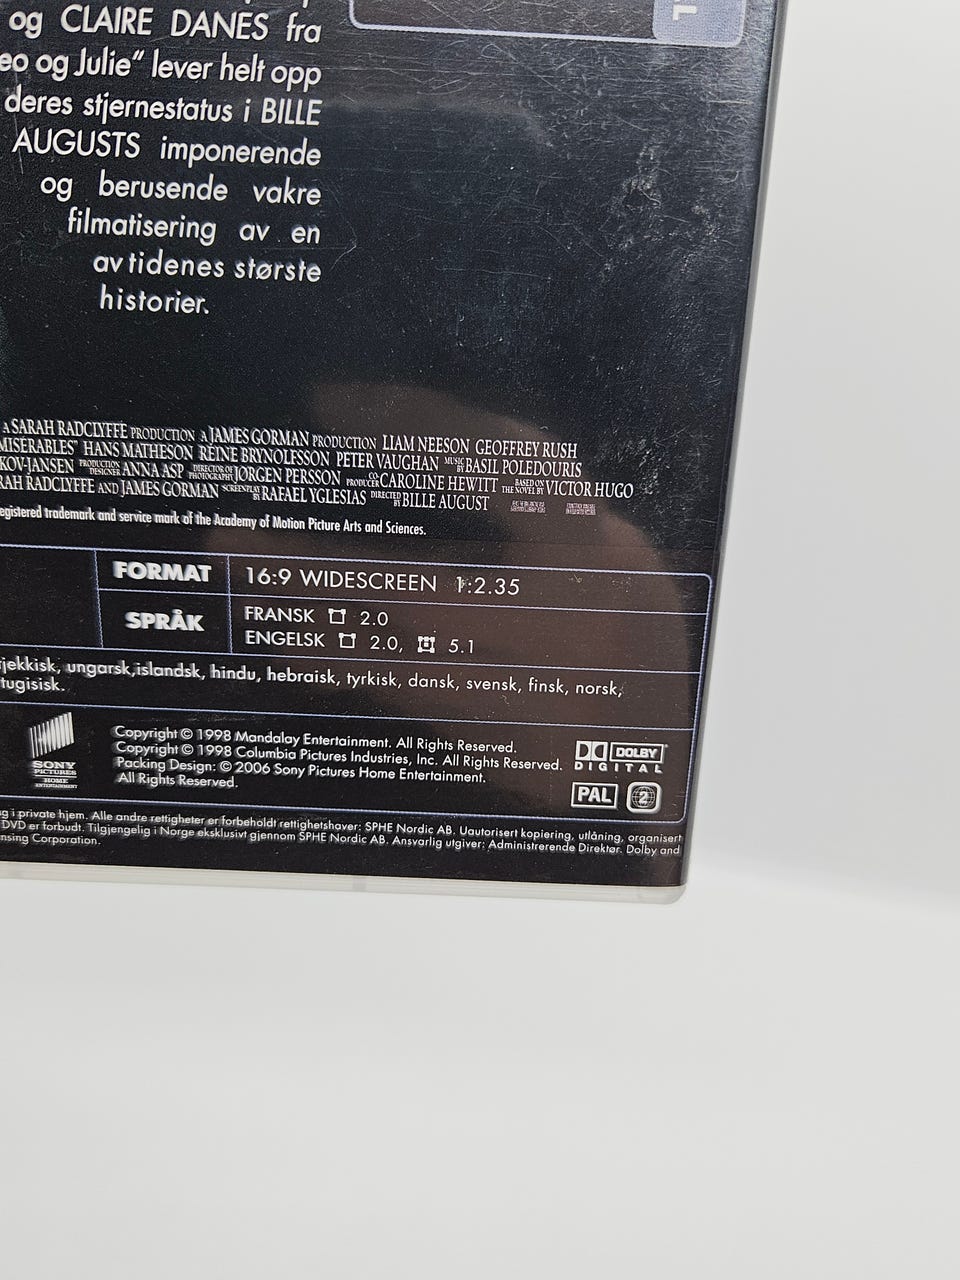 og CLAIRE DANES fra
eo og Julie" lever helt opp
deres stjernestatus i BILLE
AUGUSTS imponerende
og berusende vakre
filmatisering av en
av tidenes største
historier.
A SARAH RADCLYFFE PRODUCTION A JAMES GORMAN PRODUCTION LIAM NEESON GEOFFREY RUSH
MISÉRABLES" HANS MATHESON REINE BRYNOLFSSON PETER VAUGHAN MUSIC BY BASIL POLEDOURIS
KOV-JANSEN PRODUCTION DESIGNER ANNA ASP DIRECTOR OF PHOTOGRAPHY JØRGEN PERSSON PRODUCER CAROLINE HEWITT BASED ON THE NOVEL BY VICTOR HUGO
RAH RADCLYFFE AND JAMES GORMAN SCREENPLAY BY RAFAEL YGLESIAS DIRECTED BY BILLE AUGUST
egistered trademark and service mark of the Academy of Motion Picture Arts and Sciences.
FORMAT 16:9 WIDESCREEN 1:2.35
SPRÅK FRANSK 2.0
ENGELSK 2.0, 5.1
jekkisk, ungarsk,islandsk, hindu, hebraisk, tyrkisk, dansk, svensk, finsk, norsk,
tugisisk.
SONY
PICTURES
HOME
ENTERTAINMENT
Copyright © 1998 Mandalay Entertainment. All Rights Reserved.
Copyright © 1998 Columbia Pictures Industries, Inc. All Rights Reserved.
Packing Design: © 2006 Sony Pictures Home Entertainment.
All Rights Reserved.
DOLBY
DIGITAL
PAL 2
g i private hjem. Alle andre rettigheter er forbeholdt rettighetshaver: SPHE Nordic AB. Uautorisert kopiering, utlåning, organisert
DVD er forbudt. Tilgjengelig i Norge eksklusivt gjennom SPHE Nordic AB. Ansvarlig utgiver: Administrerende Direktør. Dolby and
nsing Corporation.